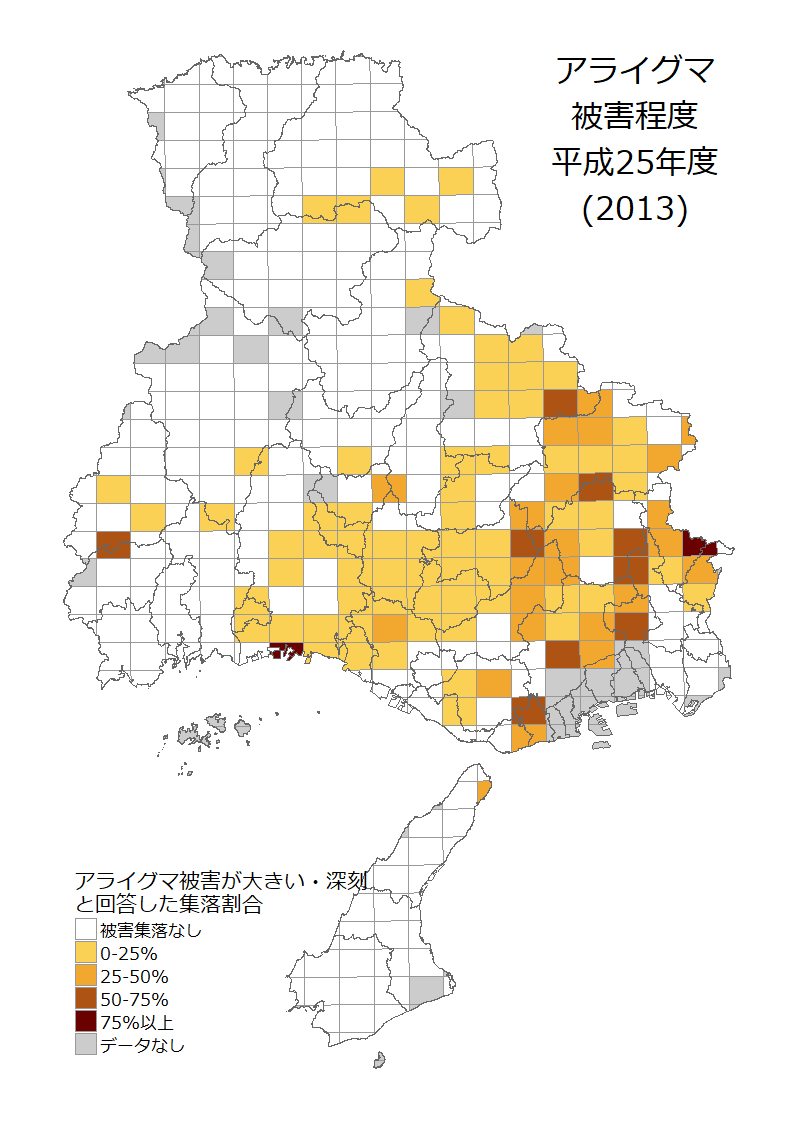 アライグマ
被害程度
平成25年度
(2013)
アライグマ被害が大きい・深刻
と回答した集落割合
被害集落なし
0-25%
25-50%
50-75%
75%以上
データなし